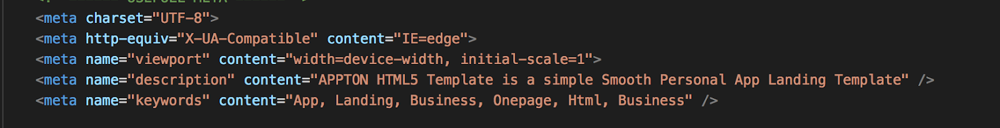 <meta charset="UTF-8">
<meta http-equiv="X-UA-Compatible" content="IE=edge">
<meta name="viewport" content="width=device-width, initial-scale=1">
<meta name="description" content="APPTON HTML5 Template is a simple Smooth Personal App Landing Template" />
<meta name="keywords" content="App, Landing, Business, Onepage, Html, Business" />